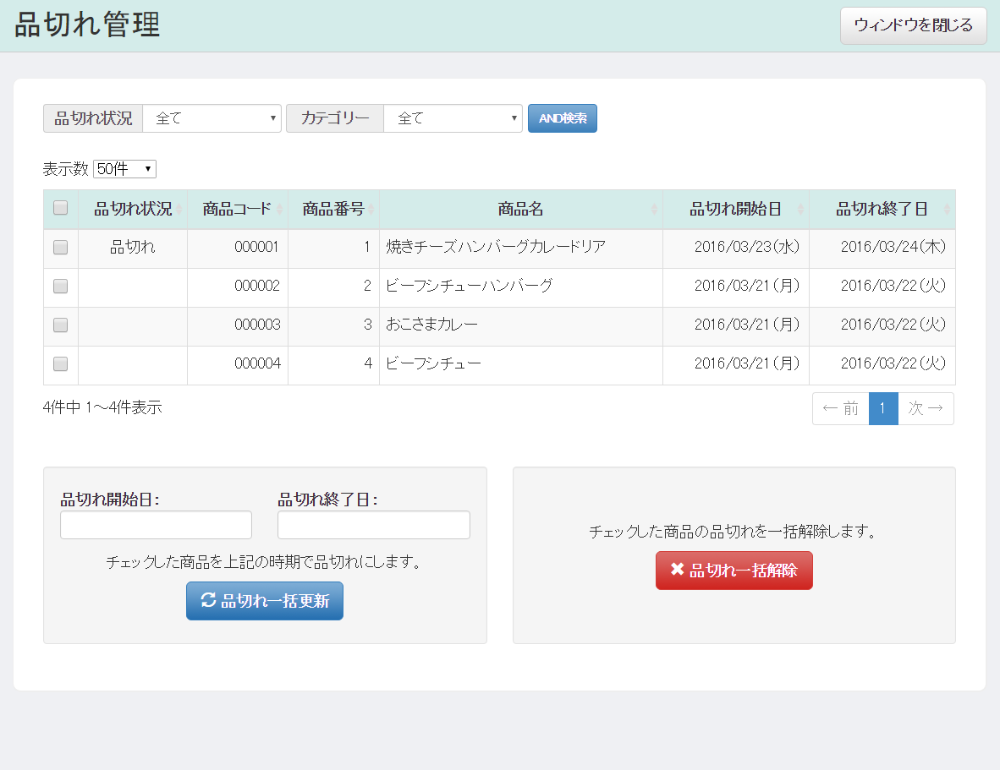 品切れ管理
ウィンドウを閉じる
品切れ状況 全て カテゴリー 全て AND検索
表示数 50件
品切れ状況 商品コード 商品番号 商品名 品切れ開始日 品切れ終了日
品切れ 000001 1 焼きチーズハンバーグカレードリア 2016/03/23(水) 2016/03/24(木)
000002 2 ビーフシチューハンバーグ 2016/03/21(月) 2016/03/22(火)
000003 3 おこさまカレー 2016/03/21(月) 2016/03/22(火)
000004 4 ビーフシチュー 2016/03/21(月) 2016/03/22(火)
4件中 1～4件表示
← 前 1 次 →
品切れ開始日: 品切れ終了日:
チェックした商品を上記の時期で品切れにします。
品切れ一括更新
チェックした商品の品切れを一括解除します。
品切れ一括解除